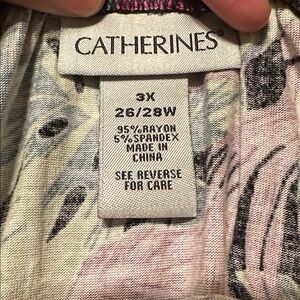 CATHERINES®
3X
26/28W
95%RAYON
5%SPANDEX
MADE IN
CHINA
SEE REVERSE
FOR CARE